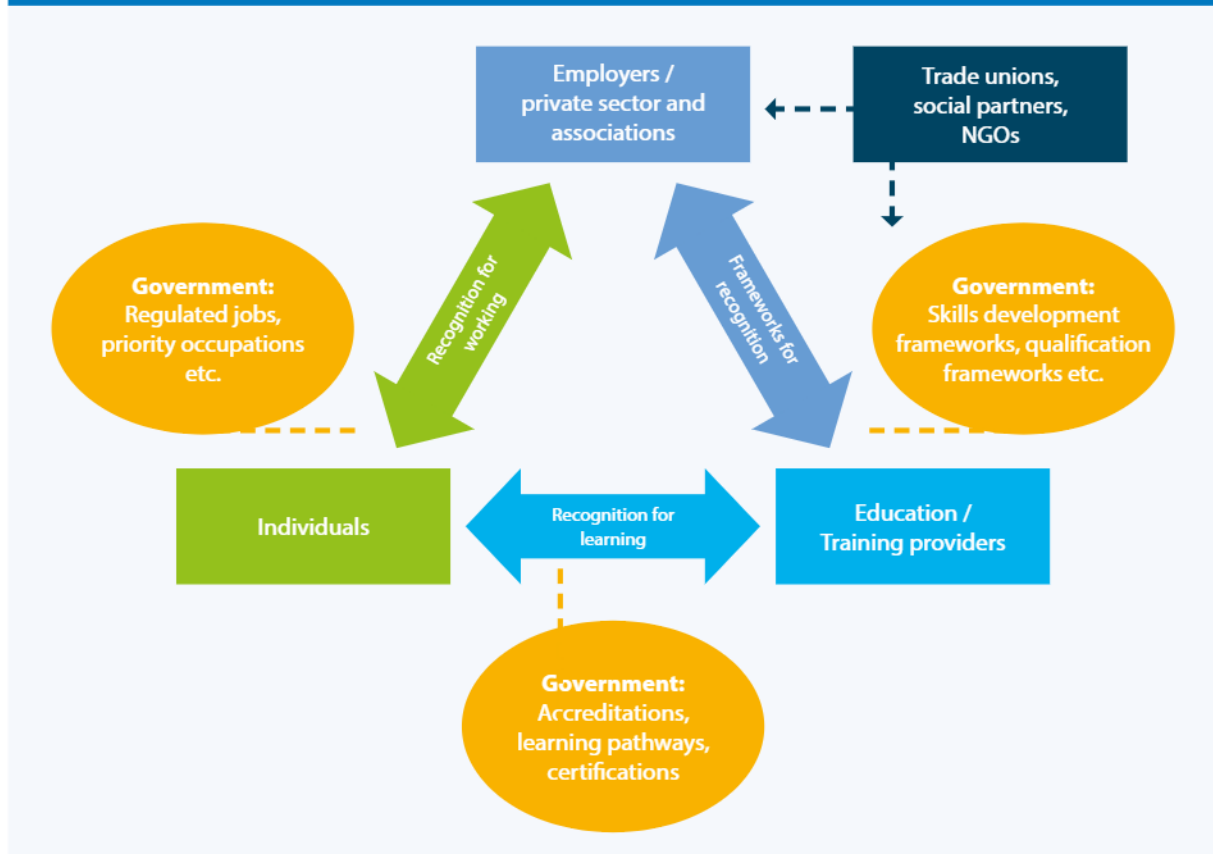 Employers /
private sector and
associations
Trade unions,
social partners,
NGOs
Recognition for
working
Frameworks for
recognition
Government:
Regulated jobs,
priority occupations
etc.
Government:
Skills development
frameworks, qualification
frameworks etc.
Individuals
Recognition for
learning
Education /
Training providers
Government:
Accreditations,
learning pathways,
certifications